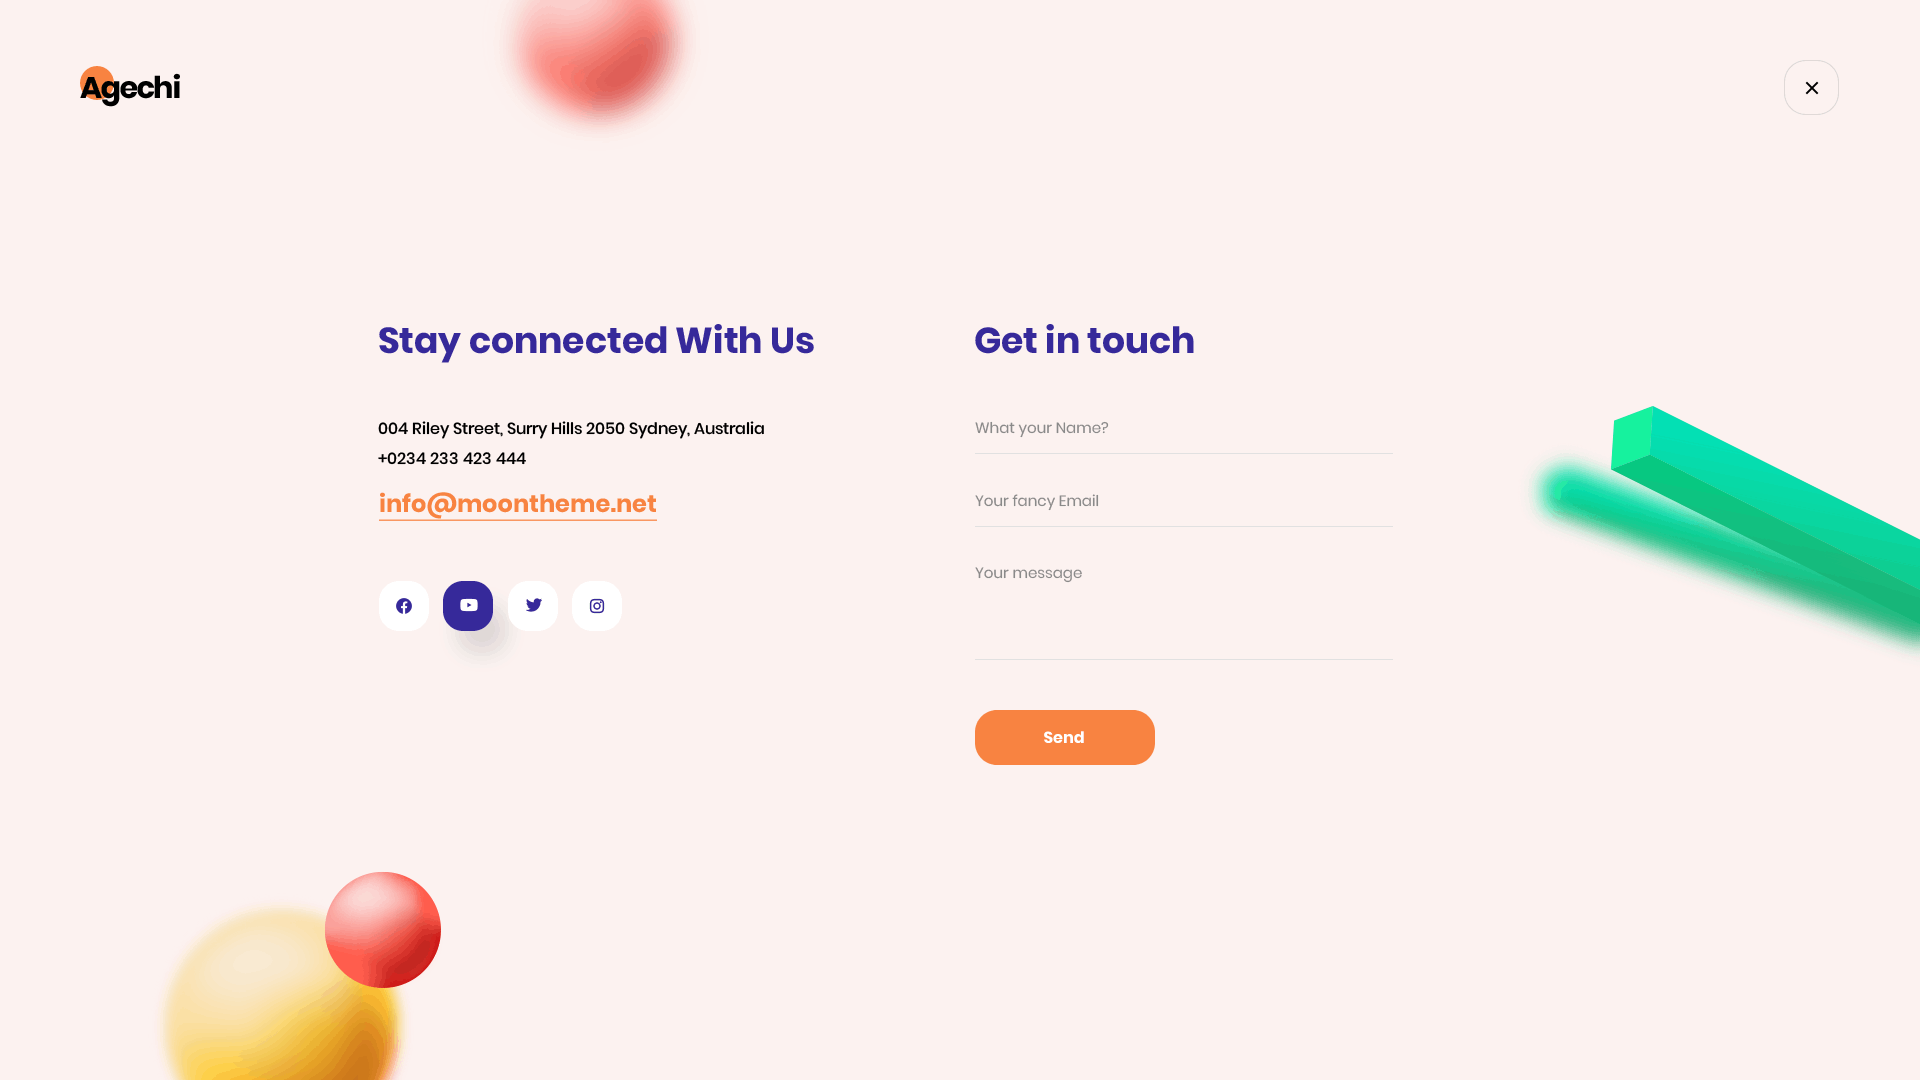 Agechi
Stay connected With Us
004 Riley Street, Surry Hills 2050 Sydney, Australia
+0234 233 423 444
info@moontheme.net
Get in touch
What your Name?
Your fancy Email
Your message
Send